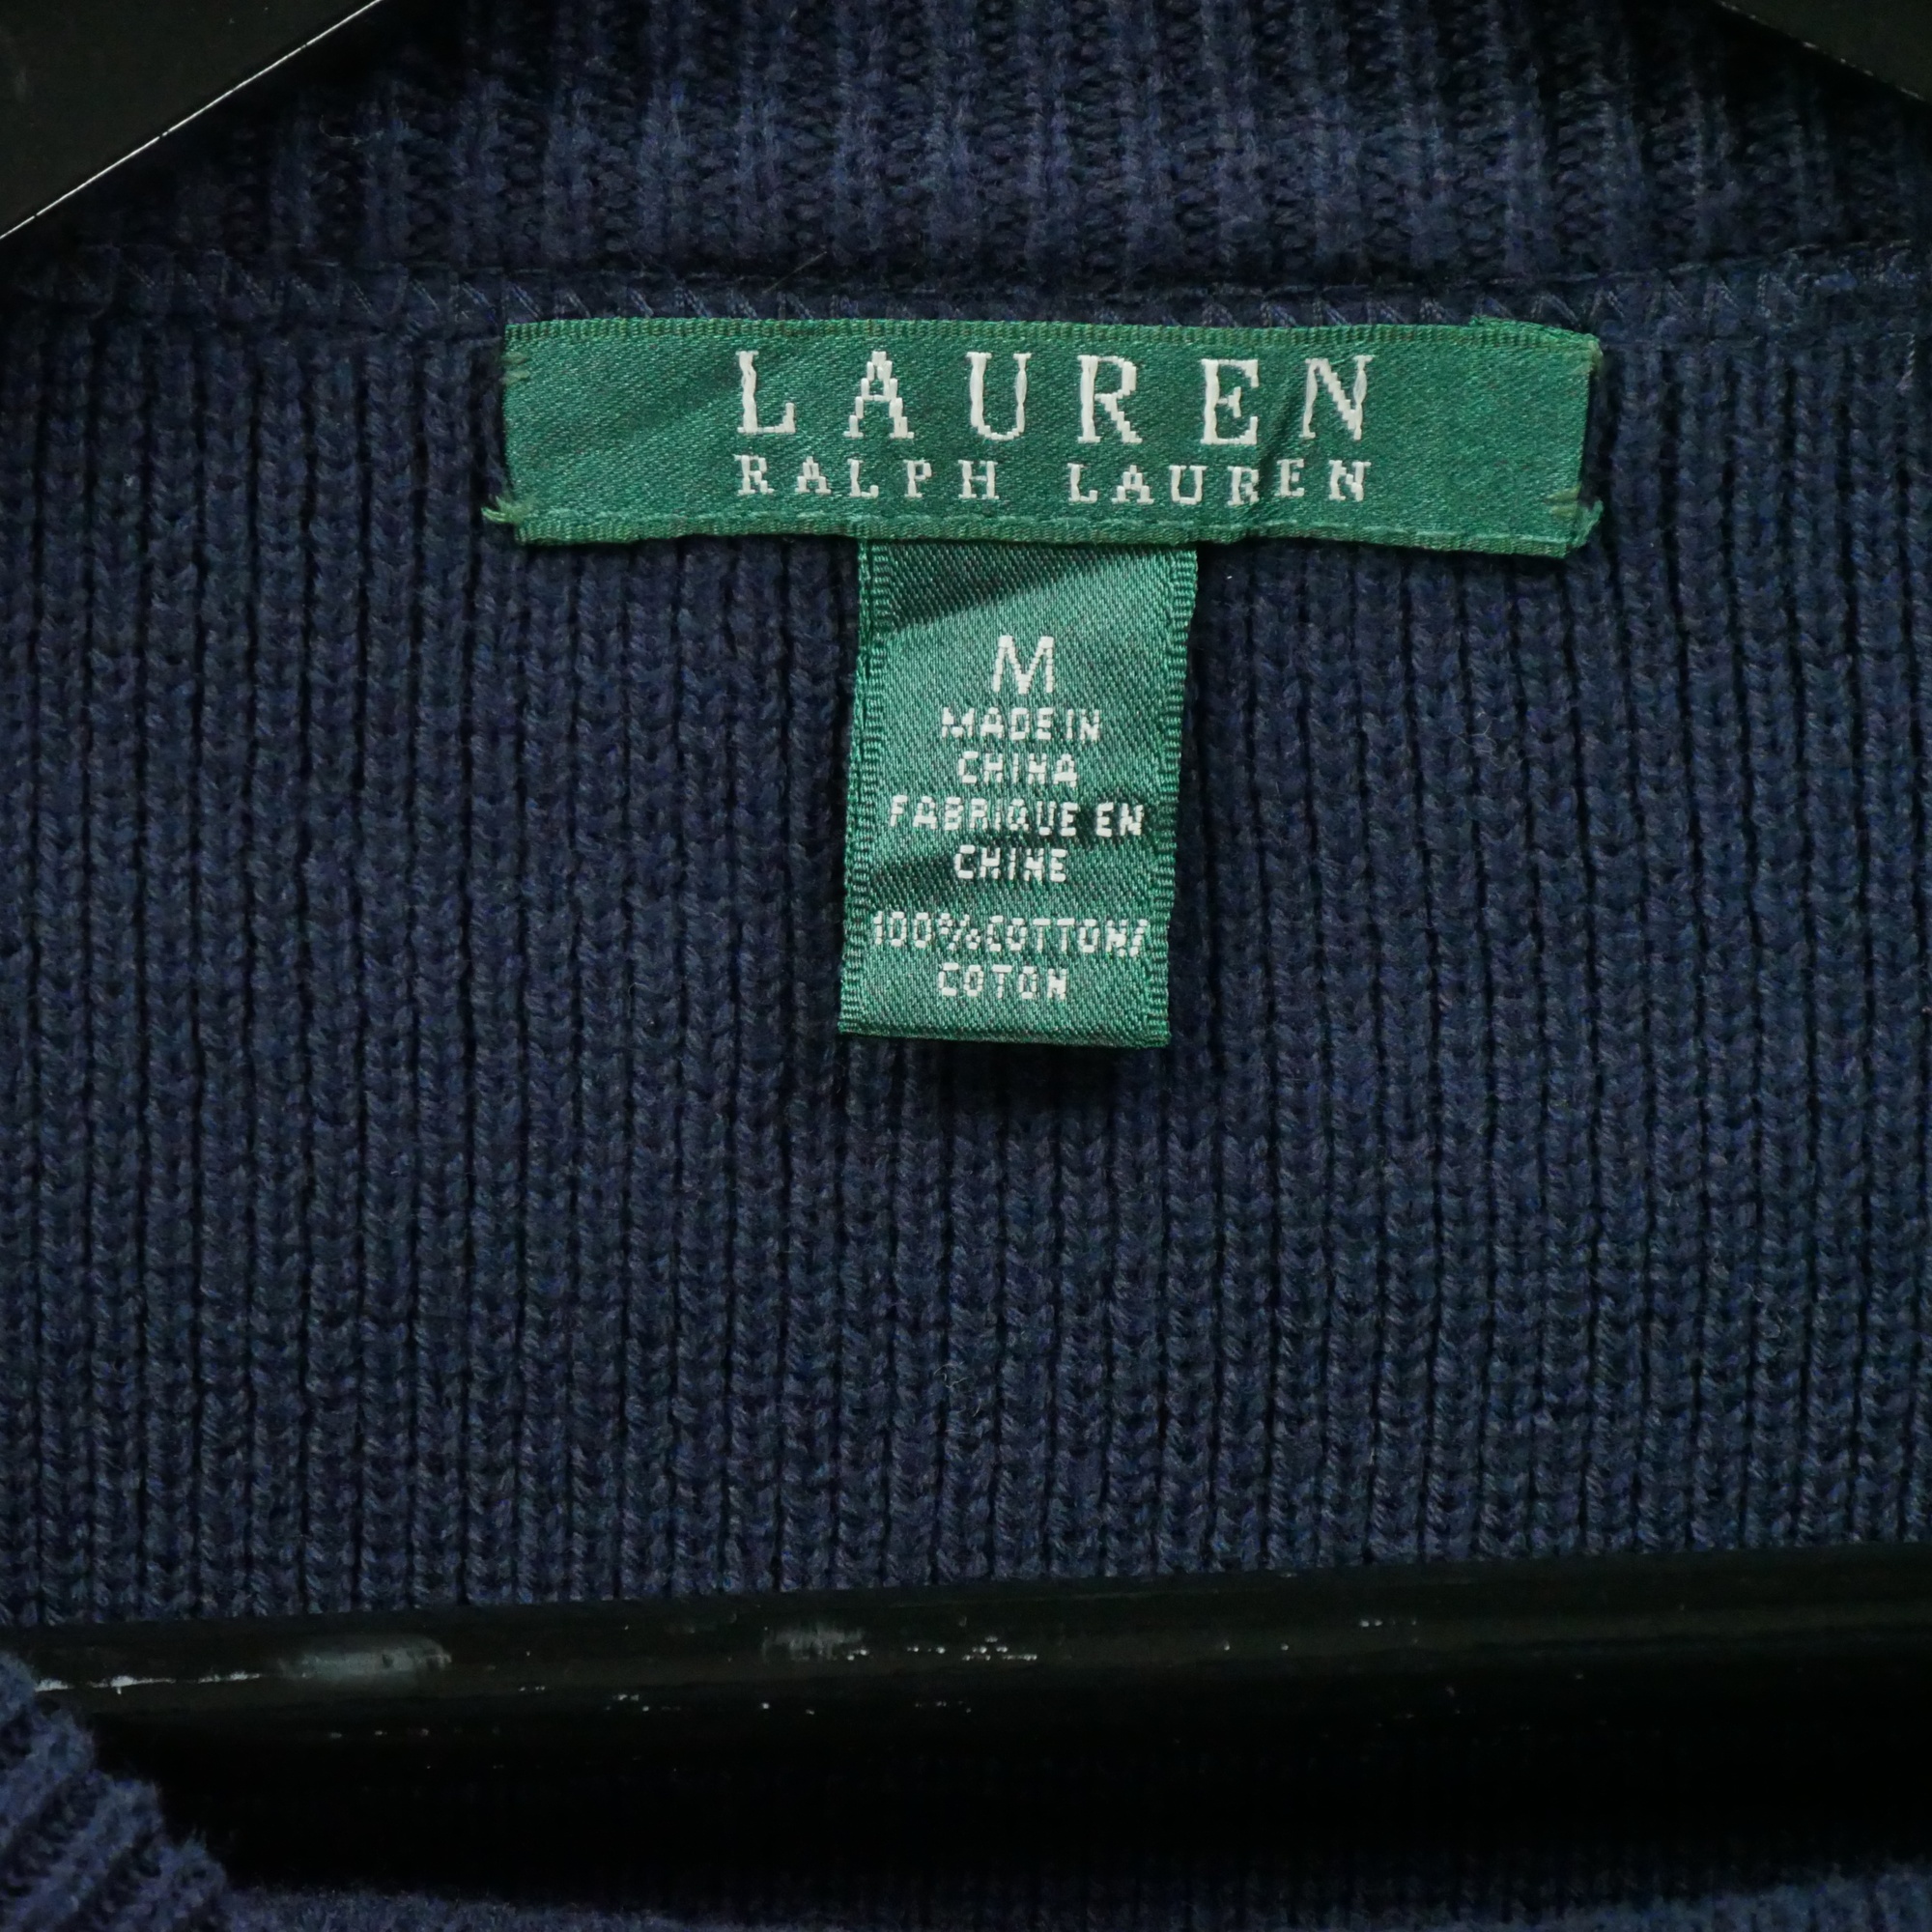 LAUREN
RALPH LAUREN
M
MADE IN
CHINA
FABRIQUE EN
CHINE
100% COTTON/
COTON